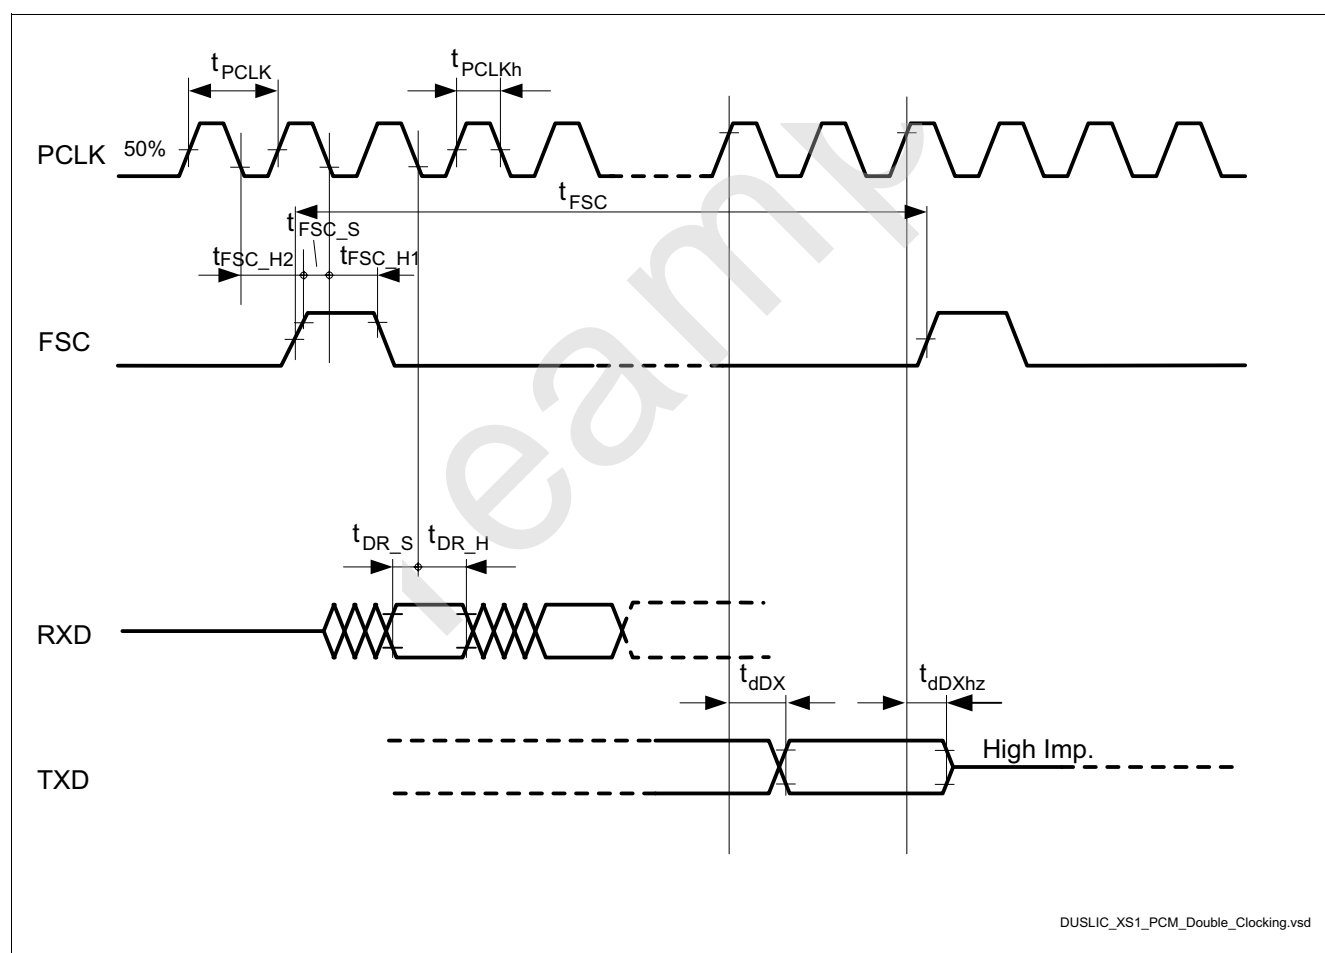 tPCLK
tPCLKh
PCLK
50%
tFSC
tFSC_S
tFSC_H2
tFSC_H1
FSC
tDR_S
tDR_H
RXD
tdDX
tdDXhz
High Imp.
TXD
DUSLIC_XS1_PCM_Double_Clocking.vsd